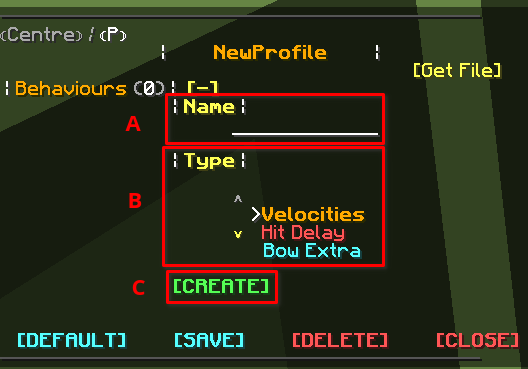 (Centre) / (P)
¦ NewProfile ¦
[Get File]
¦ Behaviours (0) ¦ [-]
¦ Name ¦
A
¦ Type ¦
B
^
>Velocities
v Hit Delay
Bow Extra
C [CREATE]
[DEFAULT] [SAVE] [DELETE] [CLOSE]